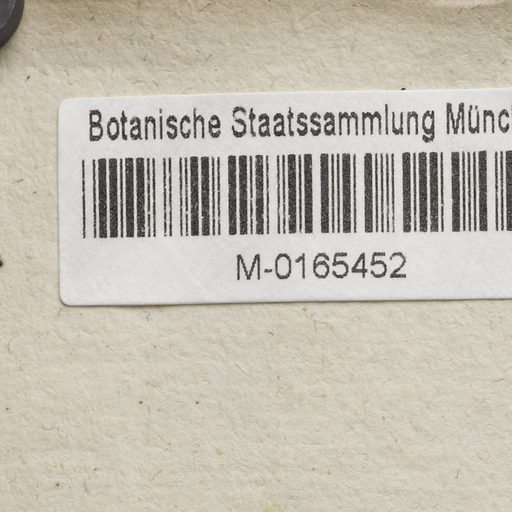 Botanische Staatssammlung Münc
M-0165452